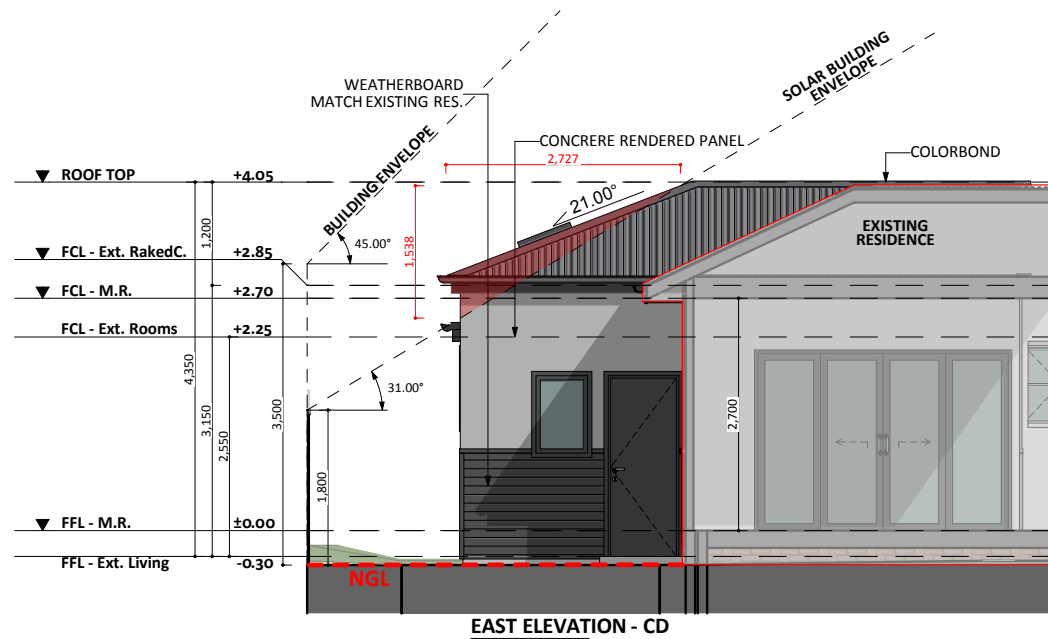 SOLAR BUILDING
ENVELOPE
WEATHERBOARD
MATCH EXISTING RES.
BUILDING ENVELOPE
CONCRERE RENDERED PANEL
2,727
COLORBOND
ROOF TOP +4.05
21.00°
1,200
45.00°
1,538
EXISTING
RESIDENCE
FCL - Ext. RakedC. +2.85
FCL - M.R. +2.70
FCL - Ext. Rooms +2.25
4,350
3,150
2,550
3,500
31.00°
2,700
1,800
FFL - M.R. ±0.00
FFL - Ext. Living -0.30
NGL
EAST ELEVATION - CD